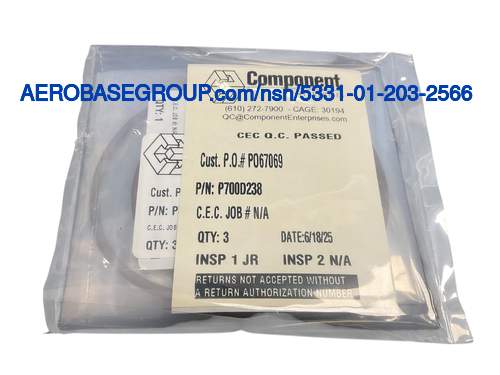 Component
AEROBASEGROUP.com/nsn/5331-01-203-2566
(610) 272-7900 ~ CAGE: 30194
QC@ComponentEnterprises.com
CEC Q.C. PASSED
Cust. P.O.# PO67069
P/N: P700D238
C.E.C. JOB # N/A
QTY: 3 DATE:6/18/25
INSP 1 JR INSP 2 N/A
RETURNS NOT ACCEPTED WITHOUT
A RETURN AUTHORIZATION NUMBER
QTY: 1
Cust. P
P/N: P
C.E.C. JOB
QTY: 3